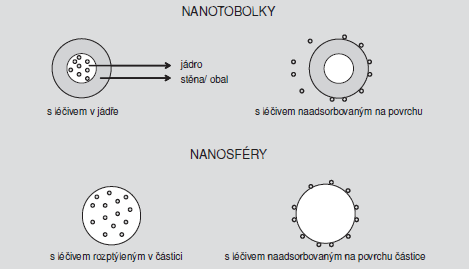 NANOTOBOLKY
jádro
stěna/ obal
s léčivem v jádře
s léčivem naadsorbovaným na povrchu
NANOSFÉRY
s léčivem rozptýleným v částici
s léčivem naadsorbovaným na povrchu částice